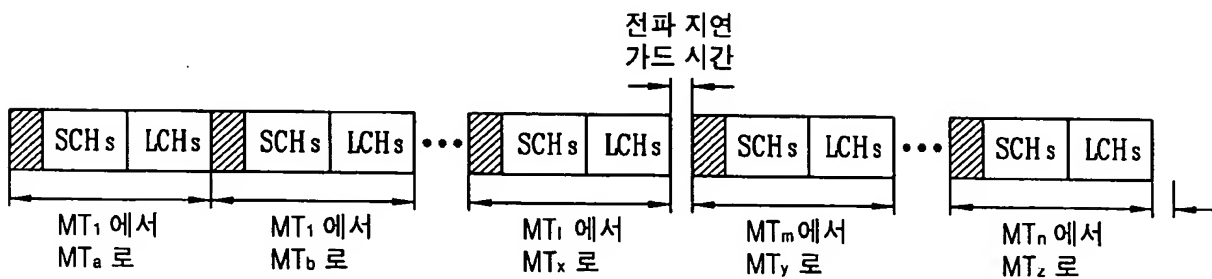 전파 지연
가드 시간
SCHs LCHs SCHs LCHs ••• SCHs LCHs SCHs LCHs ••• SCHs LCHs
MT₁ 에서 MT₁ 에서 MTₗ 에서 MTₘ에서 MTₙ 에서
MTₐ 로 MT_b 로 MTₓ 로 MT_y 로 MT_z 로